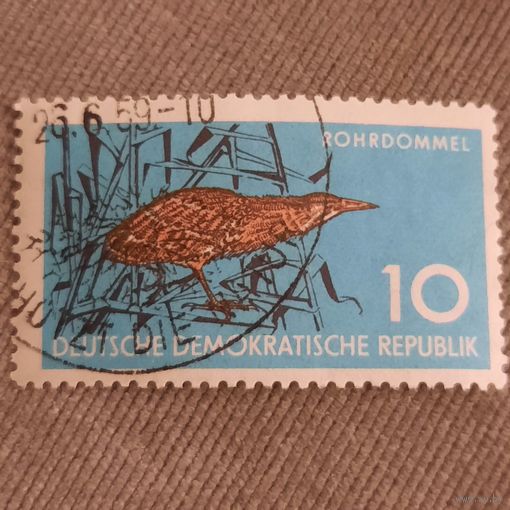 26.6.59-10
ROHRDOMMEL
10
DEUTSCHE DEMOKRATISCHE REPUBLIK